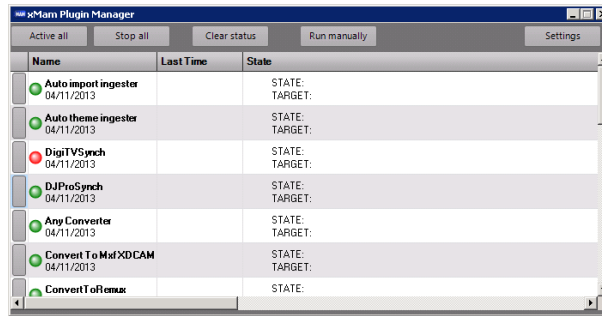 MAM xMam Plugin Manager
Active all Stop all Clear status Run manually Settings
Name Last Time State
Auto import ingester STATE:
04/11/2013 TARGET:
Auto theme ingester STATE:
04/11/2013 TARGET:
DigiTVSynch STATE:
04/11/2013 TARGET:
DJProSynch STATE:
04/11/2013 TARGET:
Any Converter STATE:
04/11/2013 TARGET:
Convert To Mxf XDCAM STATE:
04/11/2013 TARGET:
ConvertToRemux STATE: